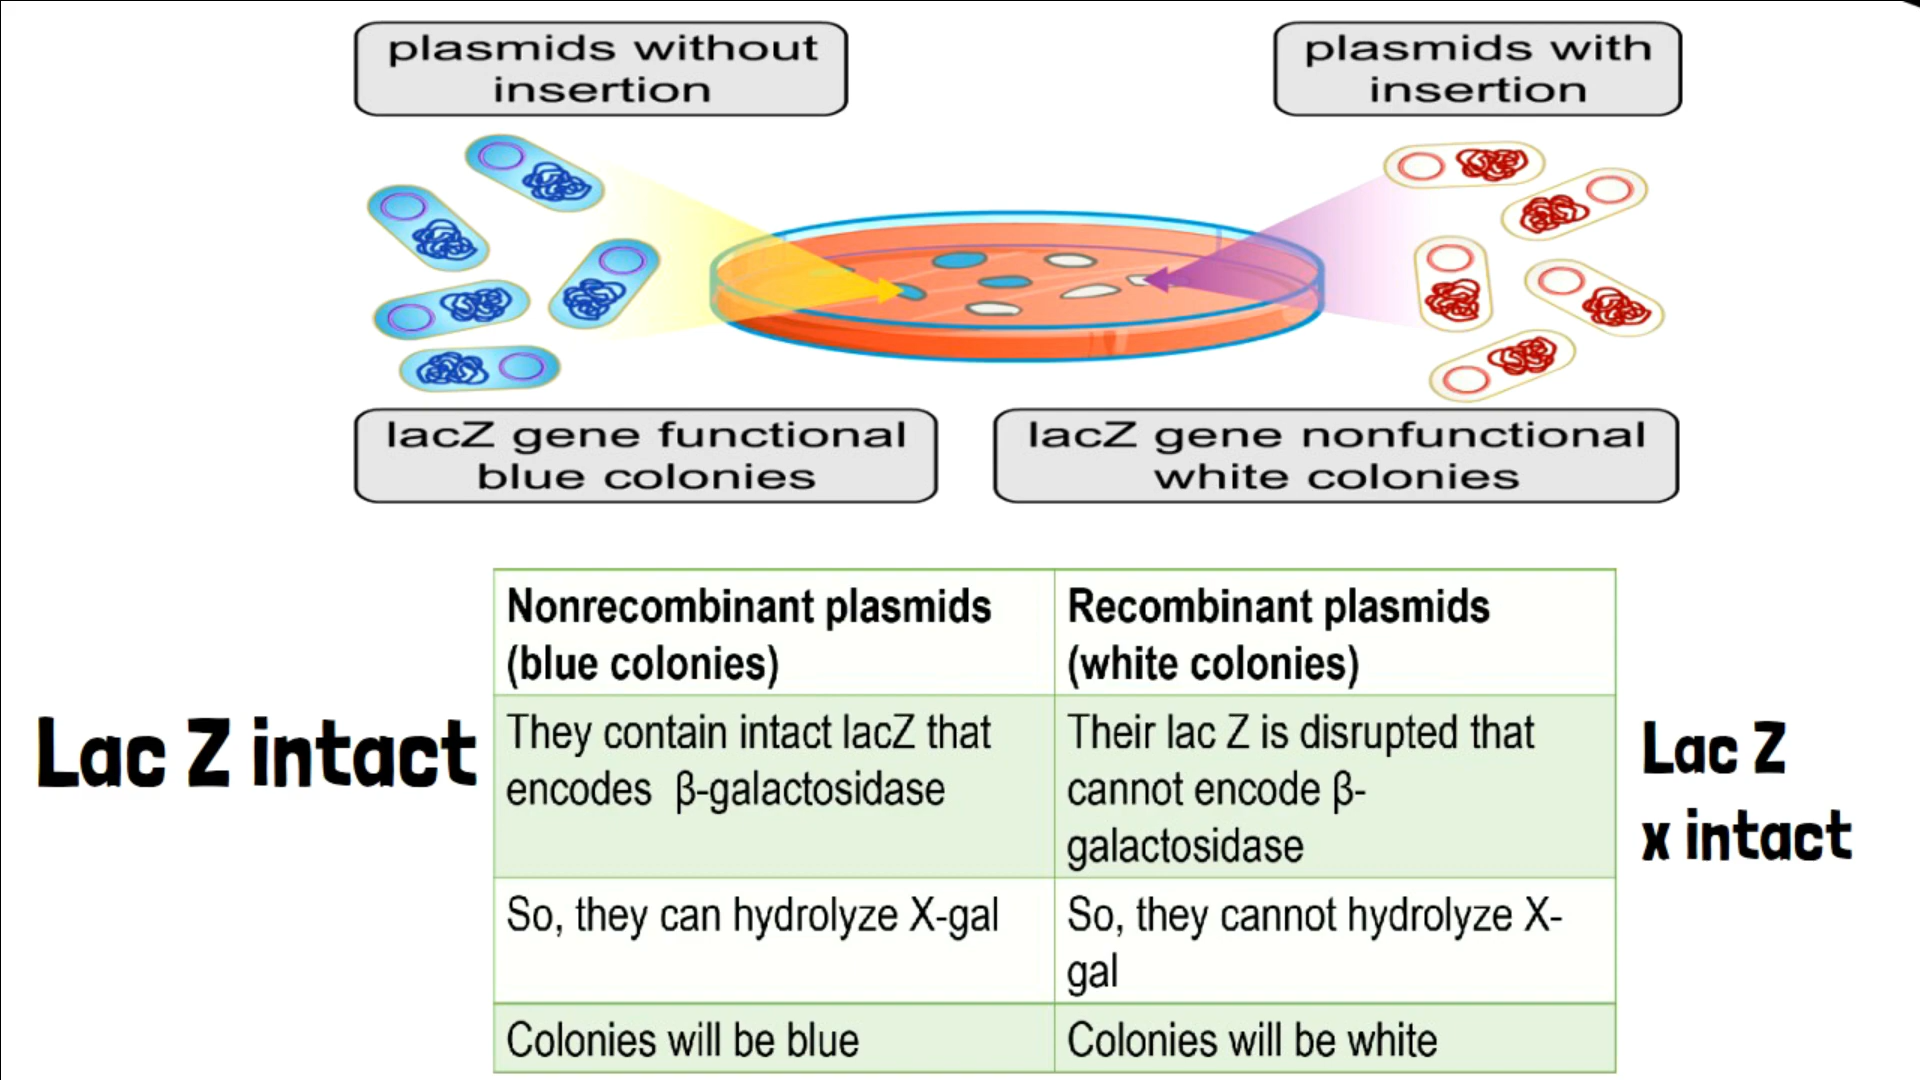 plasmids without
insertion
plasmids with
insertion
lacZ gene functional
blue colonies
lacZ gene nonfunctional
white colonies
Nonrecombinant plasmids
(blue colonies)
Recombinant plasmids
(white colonies)
Lac Z intact
They contain intact lacZ that
encodes β-galactosidase
Their lac Z is disrupted that
cannot encode β-
galactosidase
Lac Z
x intact
So, they can hydrolyze X-gal
So, they cannot hydrolyze X-
gal
Colonies will be blue
Colonies will be white